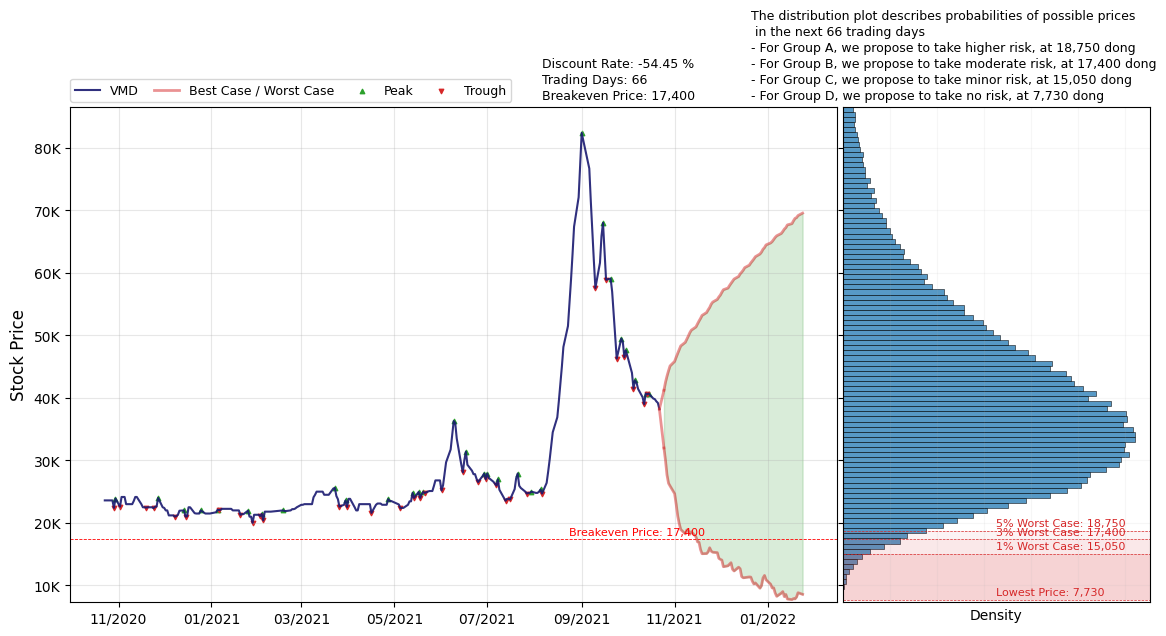 The distribution plot describes probabilities of possible prices
in the next 66 trading days
- For Group A, we propose to take higher risk, at 18,750 dong
- For Group B, we propose to take moderate risk, at 17,400 dong
- For Group C, we propose to take minor risk, at 15,050 dong
- For Group D, we propose to take no risk, at 7,730 dong
Discount Rate: -54.45 %
Trading Days: 66
Breakeven Price: 17,400
VMD
Best Case / Worst Case
Peak
Trough
Stock Price
80K
70K
60K
50K
40K
30K
20K
10K
Breakeven Price: 17,400
5% Worst Case: 18,750
3% Worst Case: 17,400
1% Worst Case: 15,050
Lowest Price: 7,730
11/2020
01/2021
03/2021
05/2021
07/2021
09/2021
11/2021
01/2022
Density